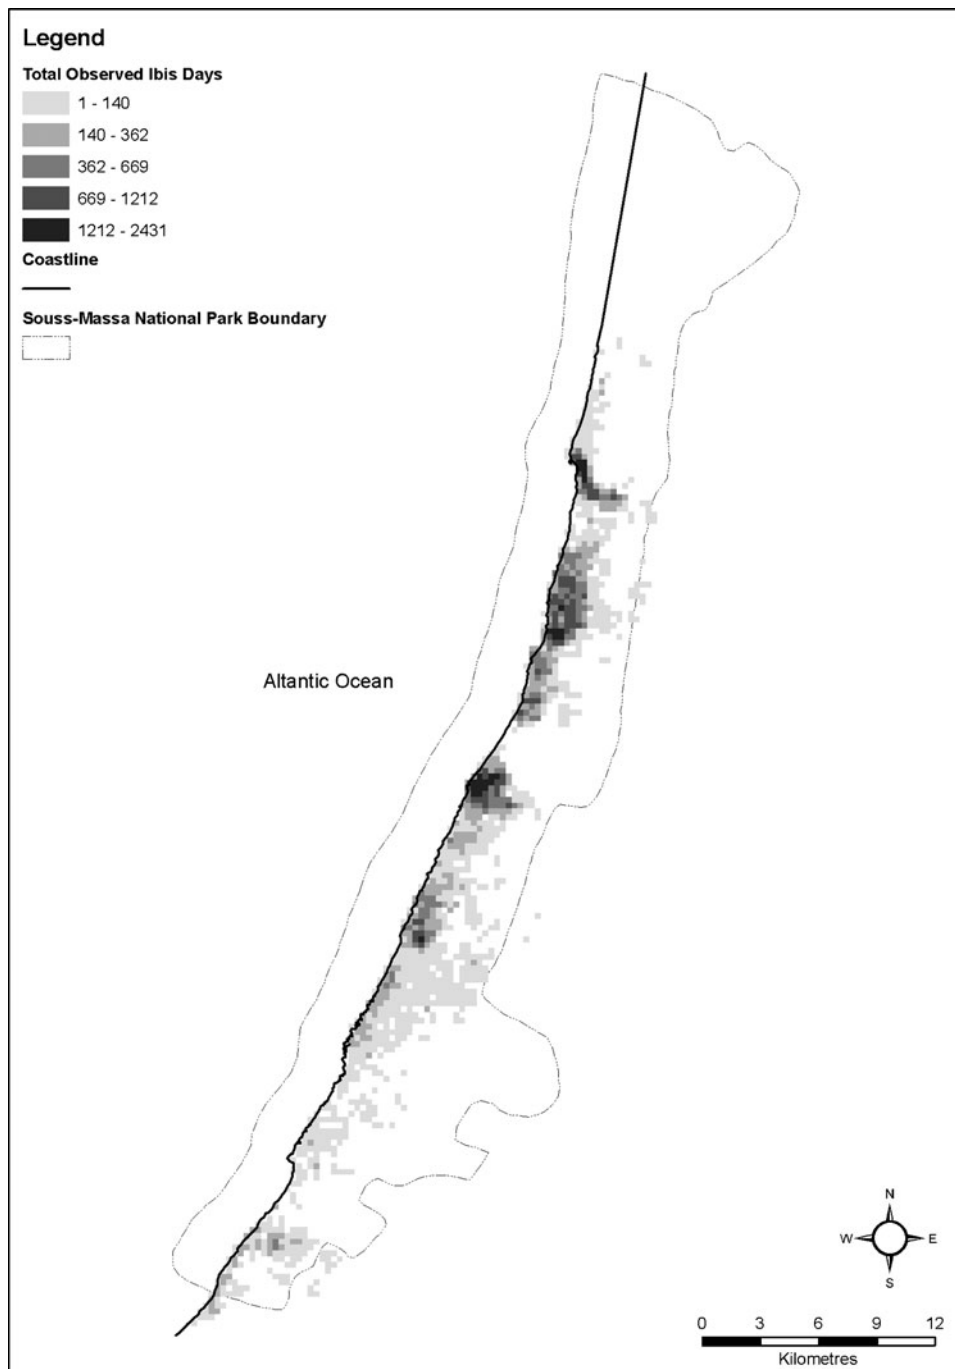 Legend
Total Observed Ibis Days
1 - 140
140 - 362
362 - 669
669 - 1212
1212 - 2431
Coastline
Souss-Massa National Park Boundary
Altantic Ocean
N
W E
S
0 3 6 9 12
Kilometres